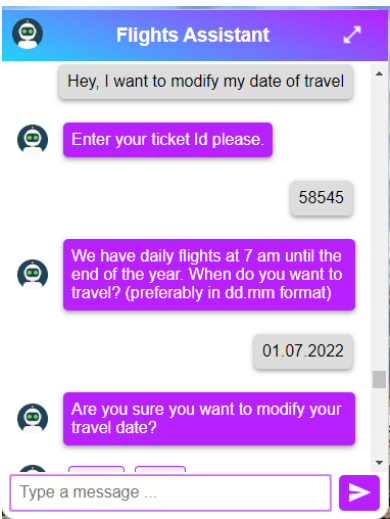 Flights Assistant
Hey, I want to modify my date of travel
Enter your ticket Id please.
58545
We have daily flights at 7 am until the
end of the year. When do you want to
travel? (preferably in dd.mm format)
01.07.2022
Are you sure you want to modify your
travel date?
Type a message ...